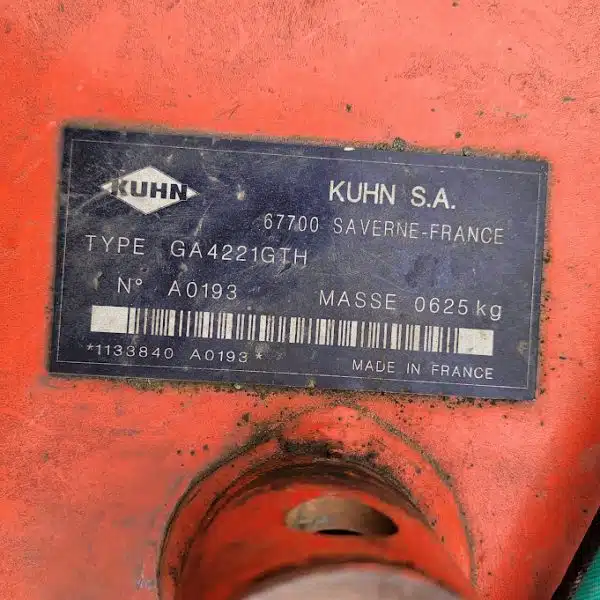 KUHN
KUHN S.A.
67700 SAVERNE-FRANCE
TYPE GA4221GTH
N° A0193 MASSE 0625 kg
*1133840 A0193*
MADE IN FRANCE